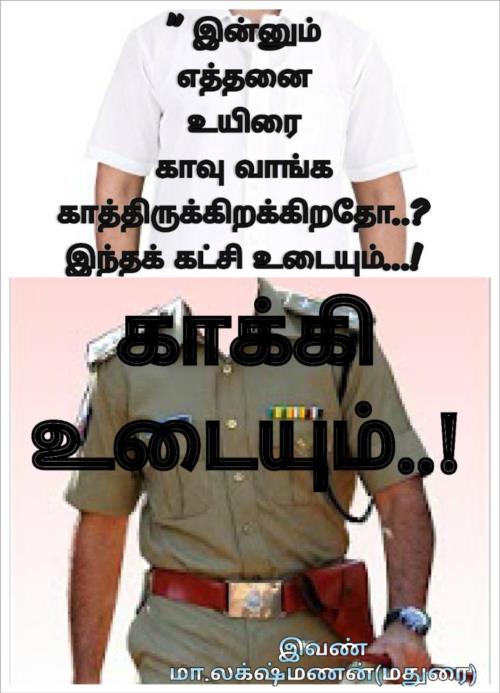 ” இன்னும்
எத்தனை
உயிரை
காவு வாங்க
காத்திருக்கிறக்கிறதோ..?
இந்தக் கட்சி உடையும்...!
காக்கி
உடையும்..!
இவண்
மா.லக்ஷ்மணன்(மதுரை)